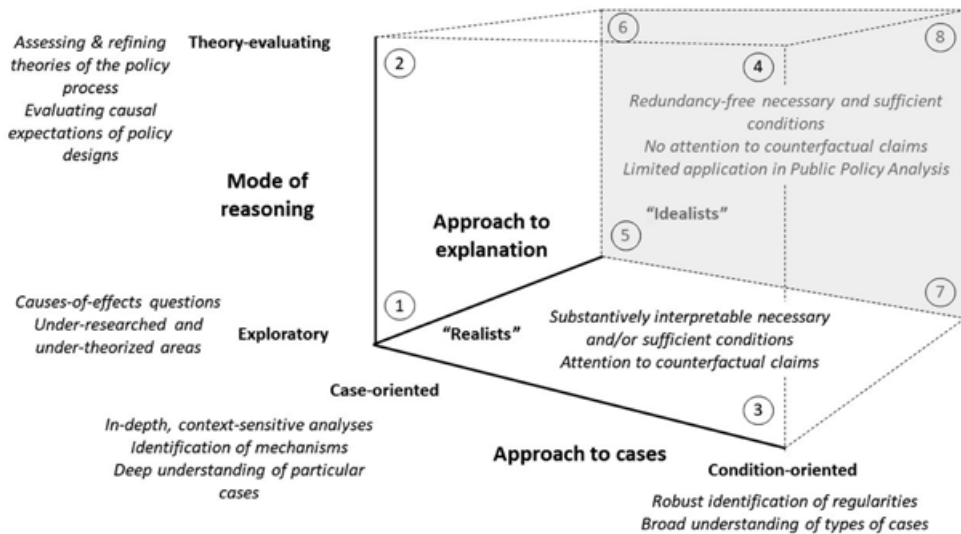 6
8
Assessing & refining
theories of the policy
process
Evaluating causal
expectations of policy
designs
Theory-evaluating
2
4
Redundancy-free necessary and sufficient
conditions
No attention to counterfactual claims
Limited application in Public Policy Analysis
Mode of
reasoning
Approach to
explanation
"Idealists"
5
7
Causes-of-effects questions
Under-researched and
under-theorized areas
Exploratory
1
"Realists"
Substantively interpretable necessary
and/or sufficient conditions
Attention to counterfactual claims
Case-oriented
In-depth, context-sensitive analyses
Identification of mechanisms
Deep understanding of particular
cases
3
Approach to cases
Condition-oriented
Robust identification of regularities
Broad understanding of types of cases